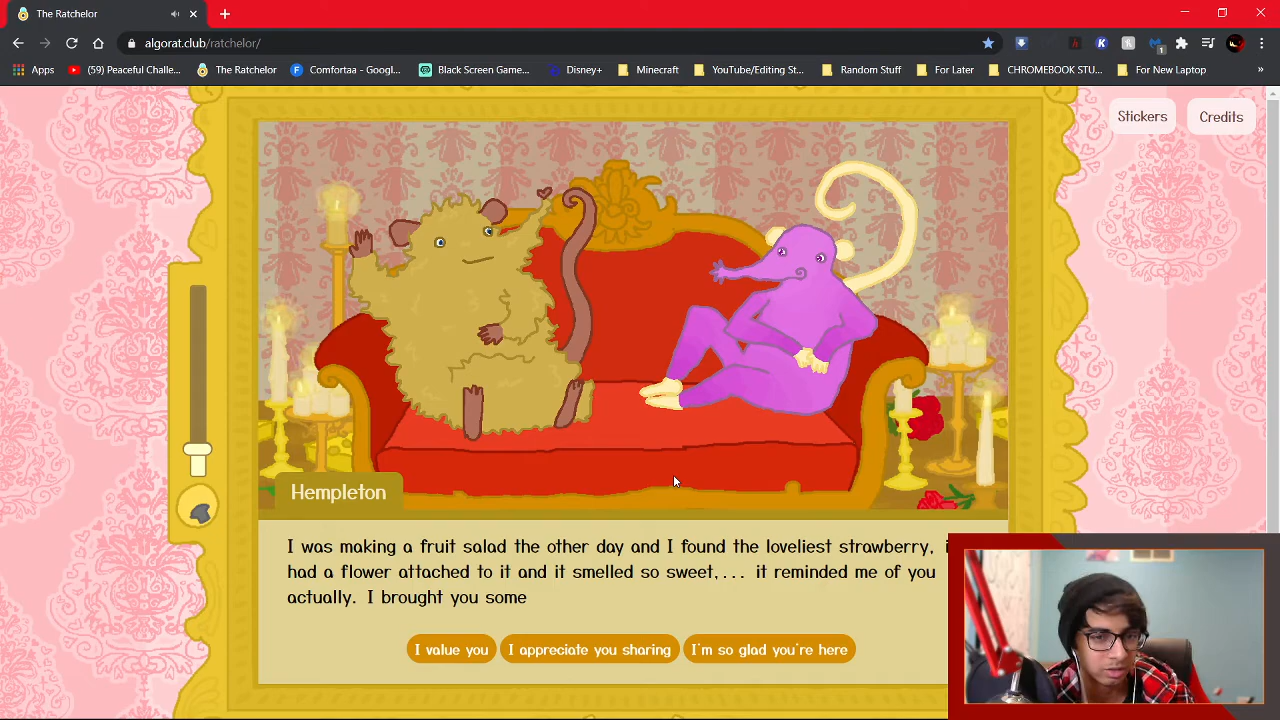 The Ratchelor
algorat.club/ratchelor/
Apps (59) Peaceful Challe... The Ratchelor Comfortaa - Googl... Black Screen Game... Disney+ Minecraft YouTube/Editing St... Random Stuff For Later CHROMEBOOK STU... For New Laptop »
Stickers Credits
Hempleton
I was making a fruit salad the other day and I found the loveliest strawberry,
had a flower attached to it and it smelled so sweet,... it reminded me of you
actually. I brought you some
I value you I appreciate you sharing I'm so glad you're here